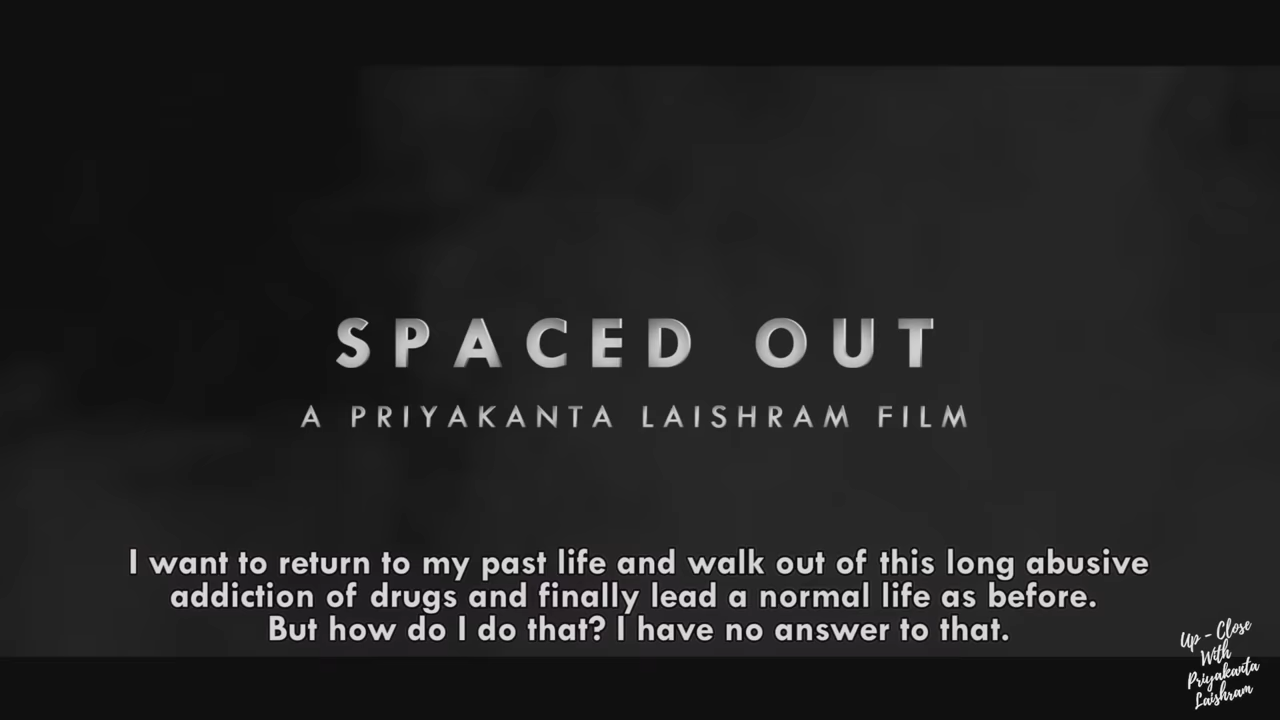 SPACED OUT
A PRIYAKANTA LAISHRAM FILM
I want to return to my past life and walk out of this long abusive
addiction of drugs and finally lead a normal life as before.
But how do I do that? I have no answer to that.
Up - Close
With
Priyakanta
Laishram